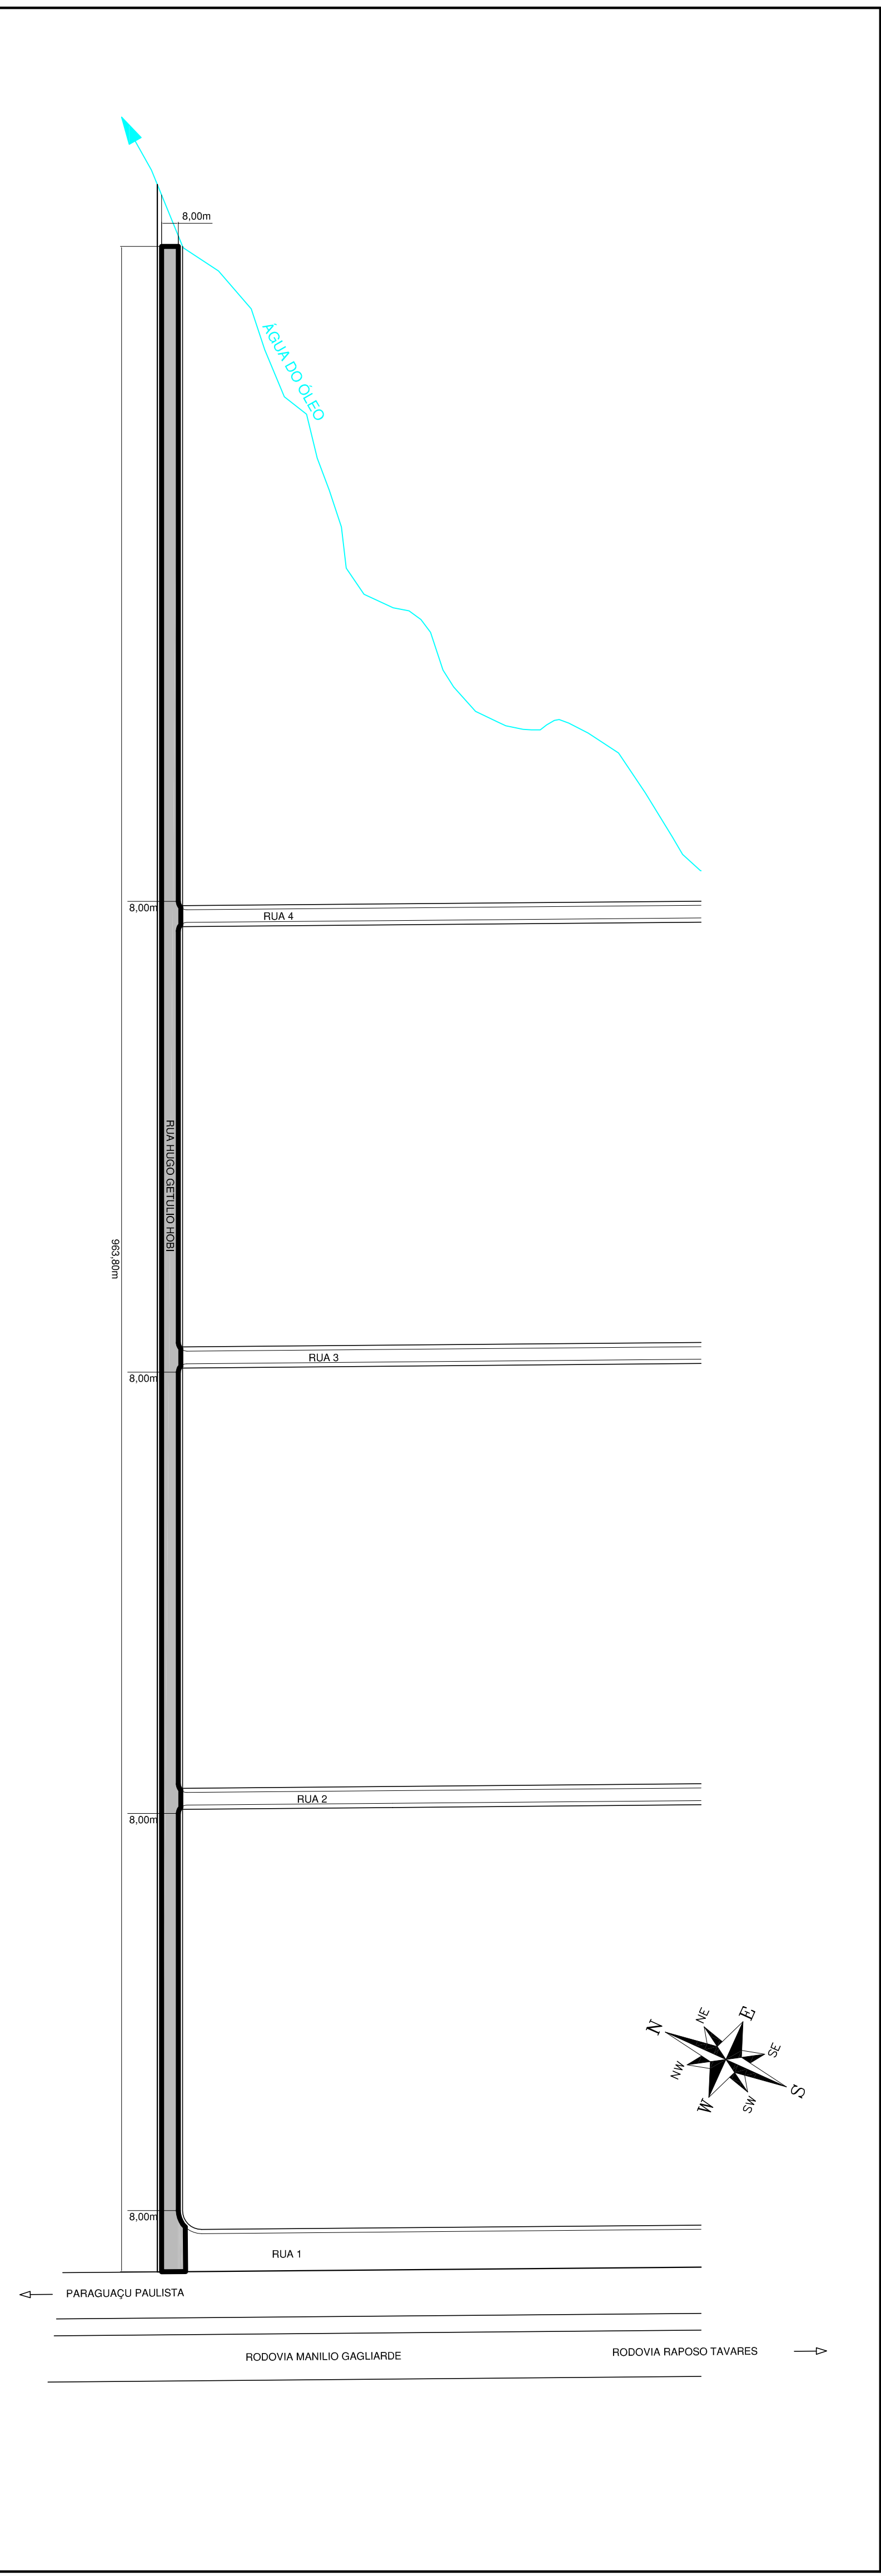 8,00m
ÁGUA DO ÓLEO
8,00m
RUA 4
RUA HUGO GETULIO HOBI
963,80m
RUA 3
8,00m
RUA 2
8,00m
N
NE
E
SE
NW
S
W
SW
8,00m
RUA 1
PARAGUAÇU PAULISTA
RODOVIA MANILIO GAGLIARDE
RODOVIA RAPOSO TAVARES